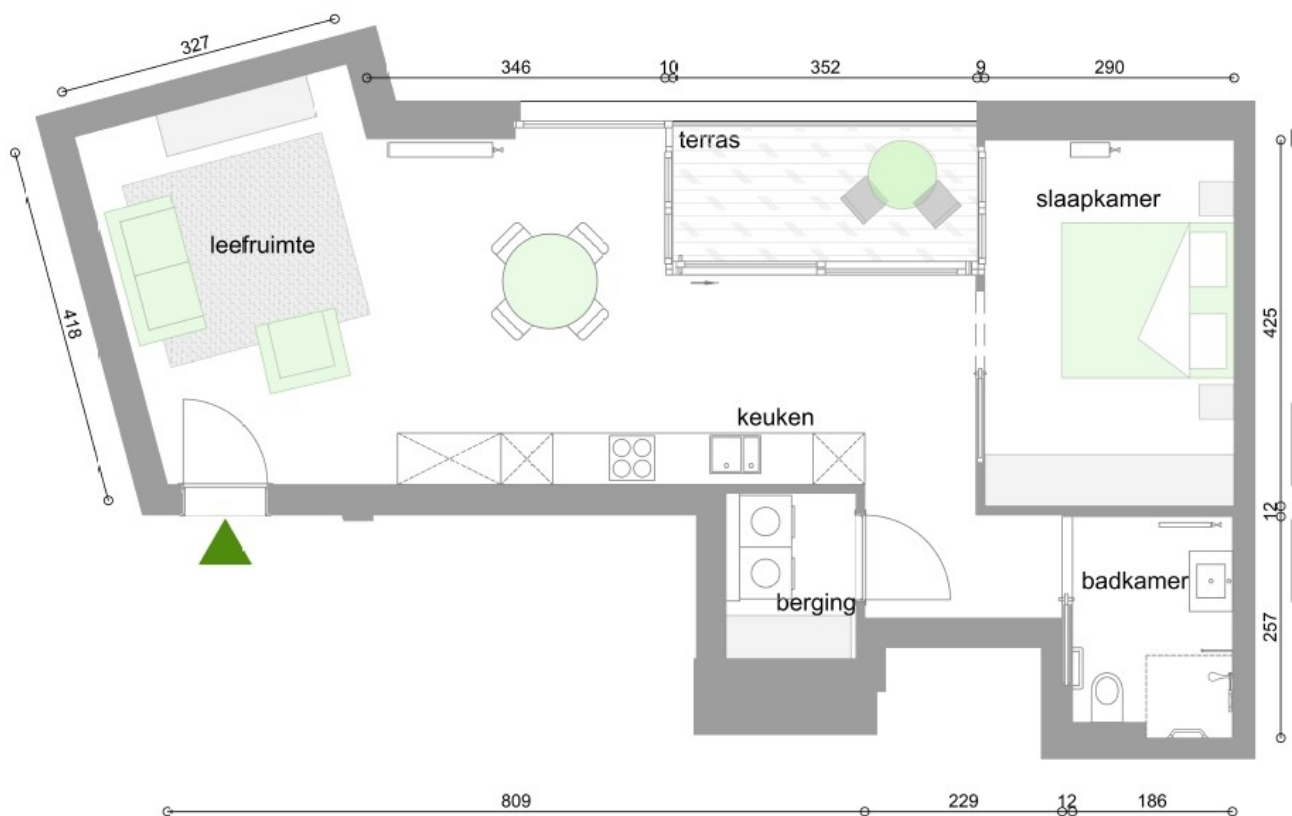 327
346
10
352
9
290
terras
slaapkamer
leefruimte
418
425
keuken
12
badkamer
berging
257
809
229
12
186